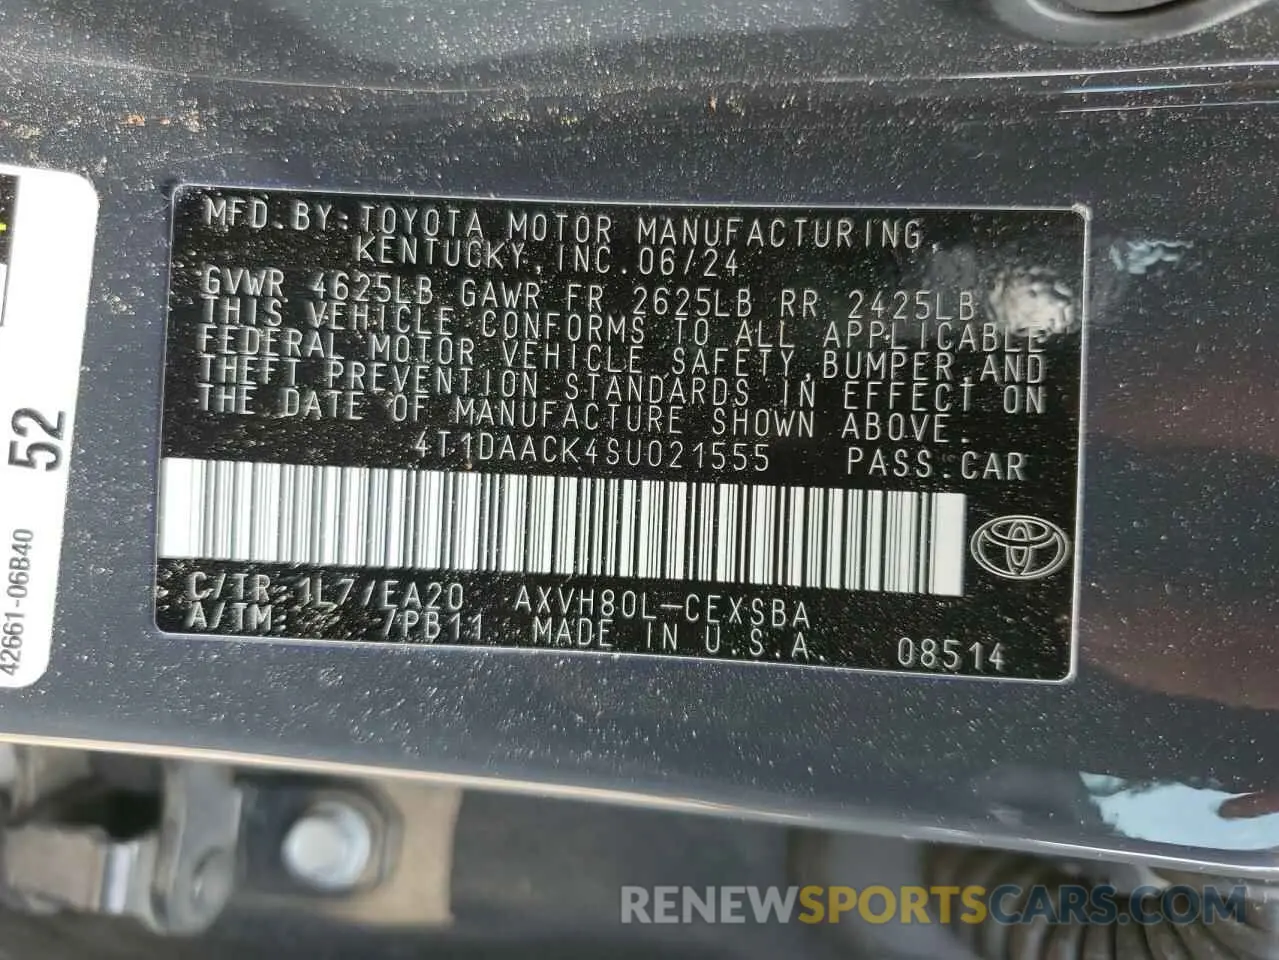 MFD.BY:TOYOTA MOTOR MANUFACTURING
KENTUCKY,INC.06/24
GVWR 4625LB GAWR FR 2625LB RR 2425LB
THIS VEHICLE CONFORMS TO ALL APPLICABLE
FEDERAL MOTOR VEHICLE SAFETY,BUMPER,AND
THEFT PREVENTION STANDARDS IN EFFECT ON
THE DATE OF MANUFACTURE SHOWN ABOVE.
4T1DAACK4SU021555 PASS.CAR
C/TR:1L7/EA20 AXVH80L-CEXSBA
A/TM: /PB11 MADE IN U.S.A. 08514
52
42661-06B40
RENEWSPORTSCARS.COM